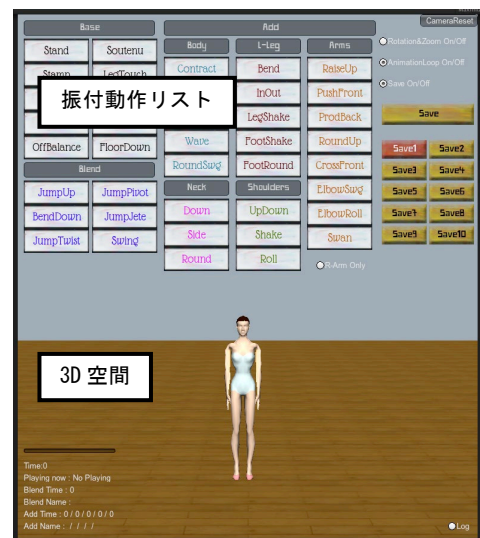 CameraReset
Base
Add
Stand
Soutenu
Body
L-Leg
Arms
Rotation&Zoom On/Off
Stamp
LegTouch
Contract
Bend
RaiseUp
AnimationLoop On/Off
振付動作リスト
InOut
PushFront
Save On/Off
LegShake
ProdBack
Save
OffBalance
FloorDown
Wave
FootShake
RoundUp
Save1
Save2
Blend
RoundSwg
FootRound
CrossFront
Save3
Save4
JumpUp
JumpPivot
Neck
Shoulders
ElbowSwg
Save5
Save6
BendDown
JumpJete
Down
UpDown
ElbowRoll
Save7
Save8
JumpTwist
Swing
Side
Shake
Swan
Save9
Save10
Round
Roll
R-Arm Only
3D 空間
Time:0
Playing now : No Playing
Blend Time : 0
Blend Name :
Add Time : 0 / 0 / 0 / 0 / 0
Add Name : / / / /
Log